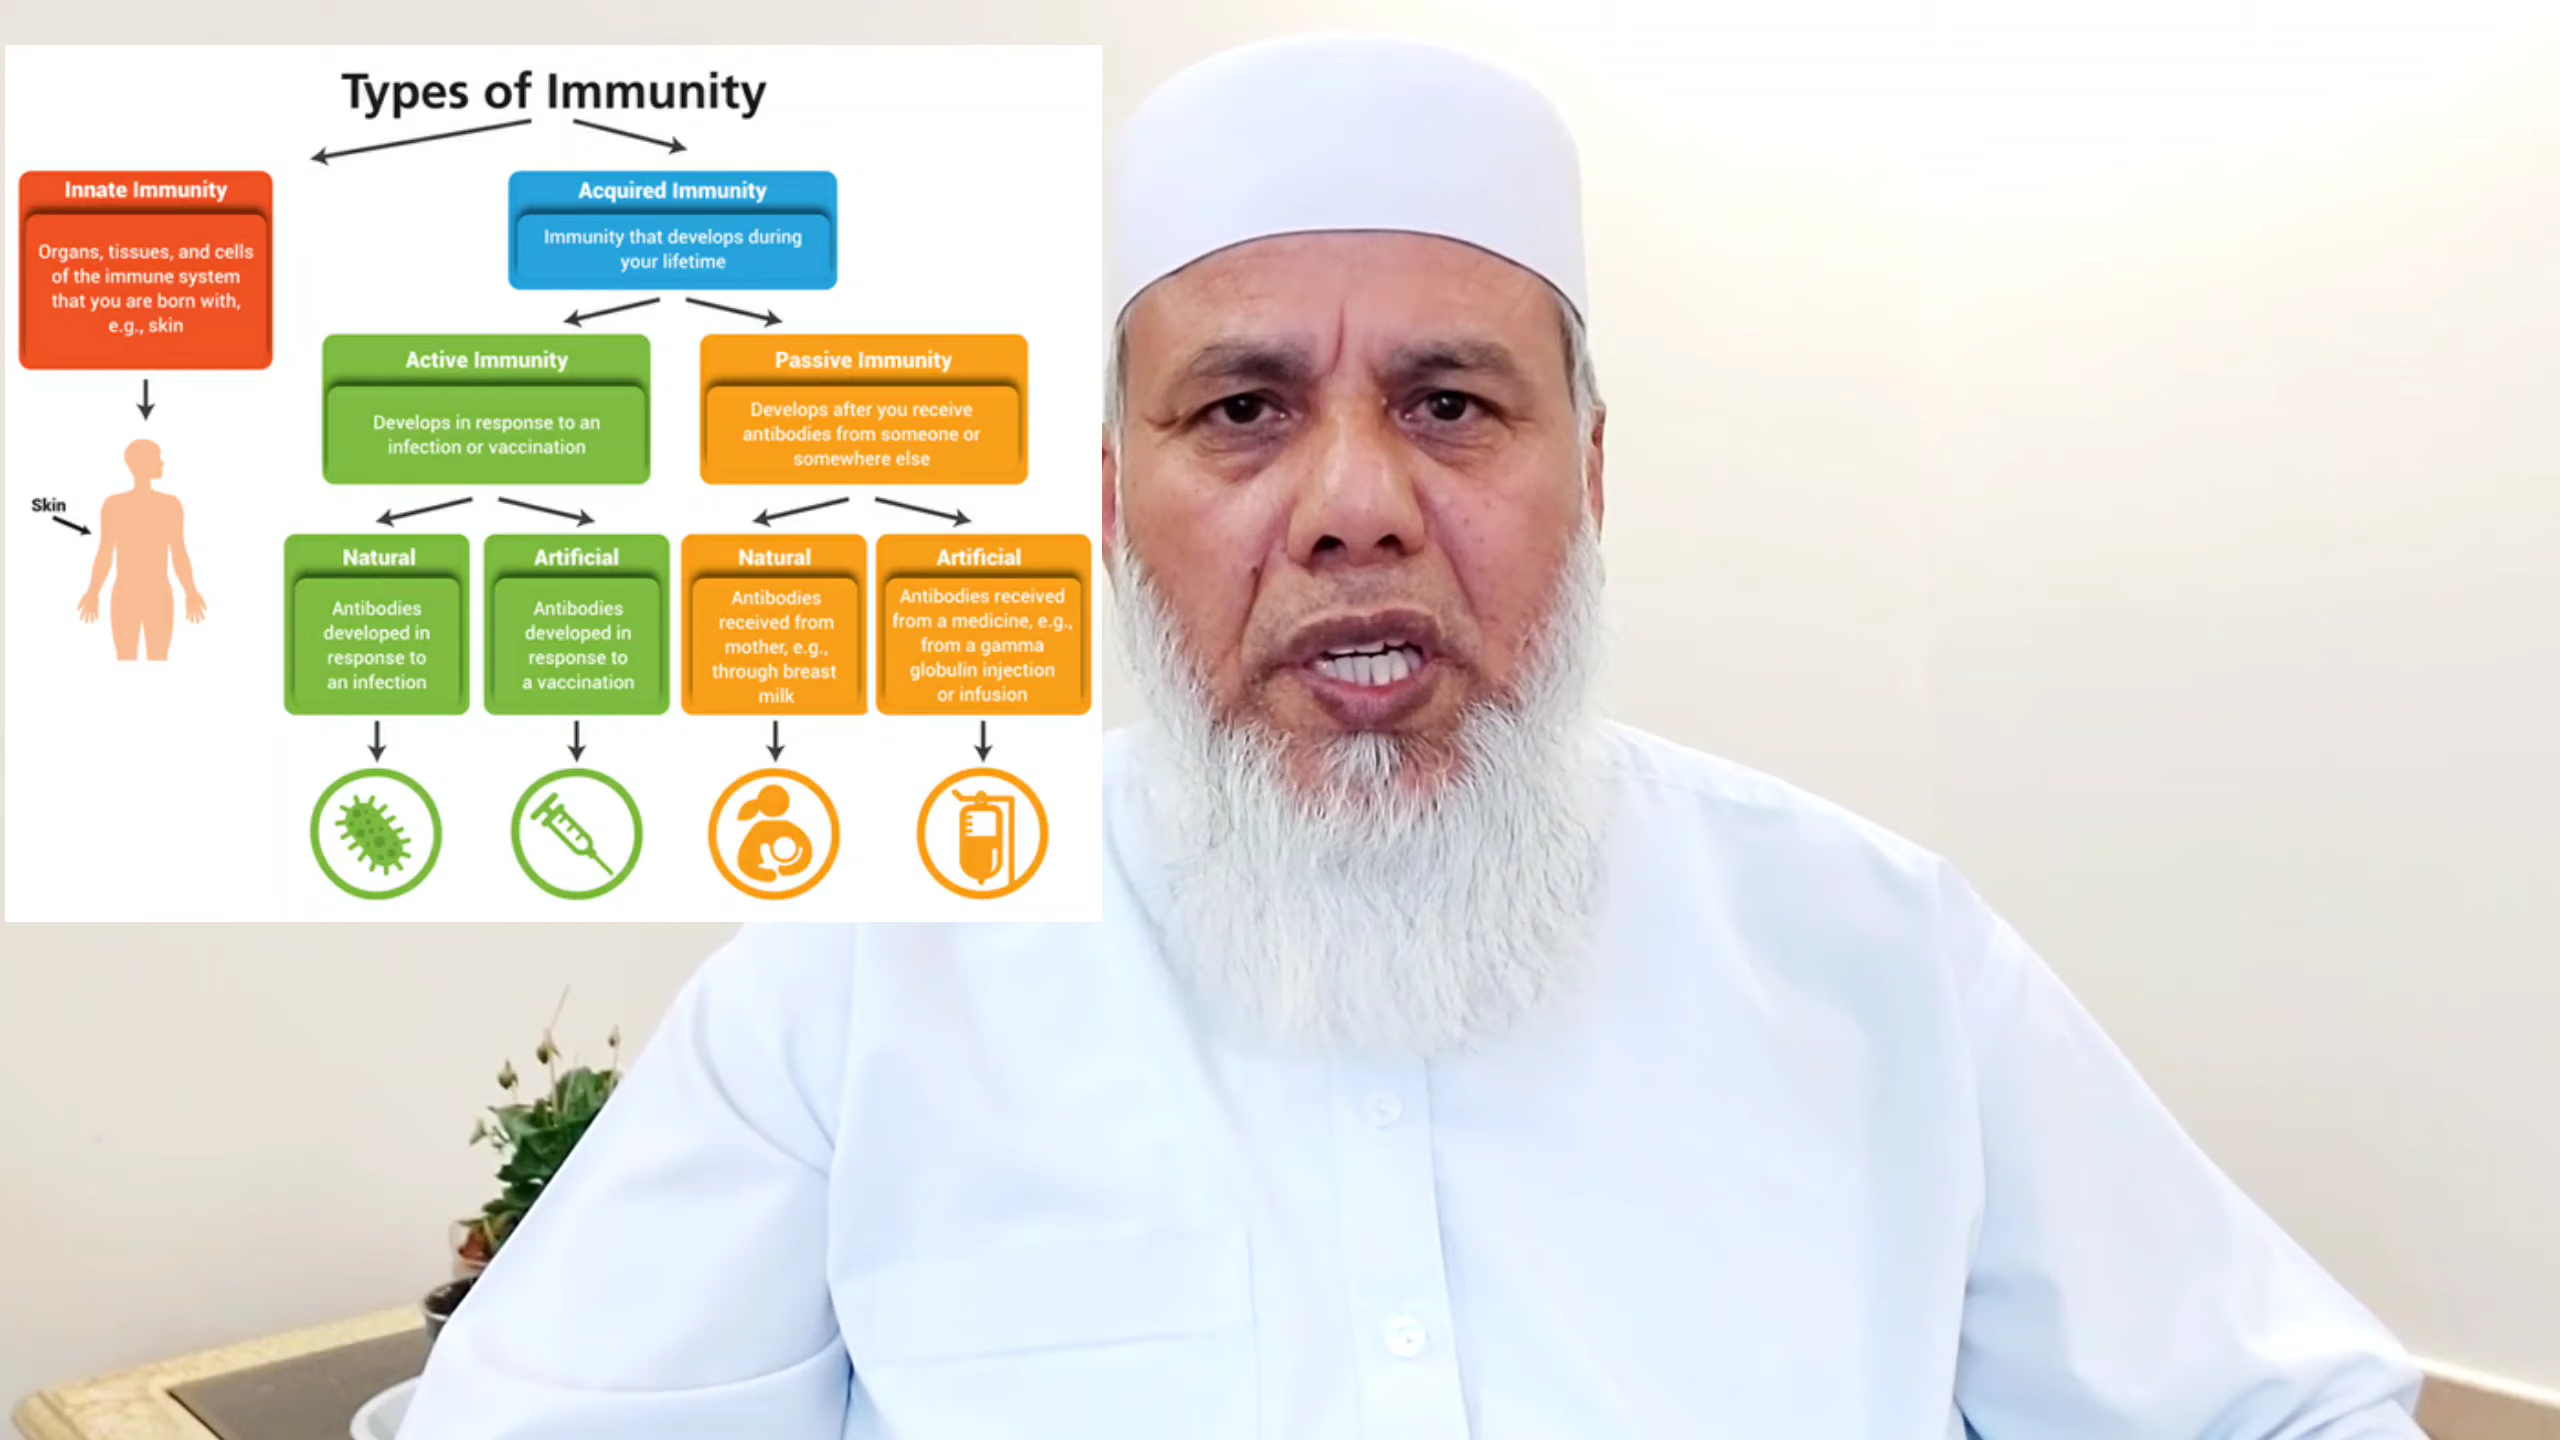 Types of Immunity
Innate Immunity
Organs, tissues, and cells
of the immune system
that you are born with,
e.g., skin
Skin
Acquired Immunity
Immunity that develops during
your lifetime
Active Immunity
Develops in response to an
infection or vaccination
Passive Immunity
Develops after you receive
antibodies from someone or
somewhere else
Natural
Antibodies
developed in
response to
an infection
Artificial
Antibodies
developed in
response to
a vaccination
Natural
Antibodies
received from
mother, e.g.,
through breast
milk
Artificial
Antibodies received
from a medicine, e.g.,
from a gamma
globulin injection
or infusion